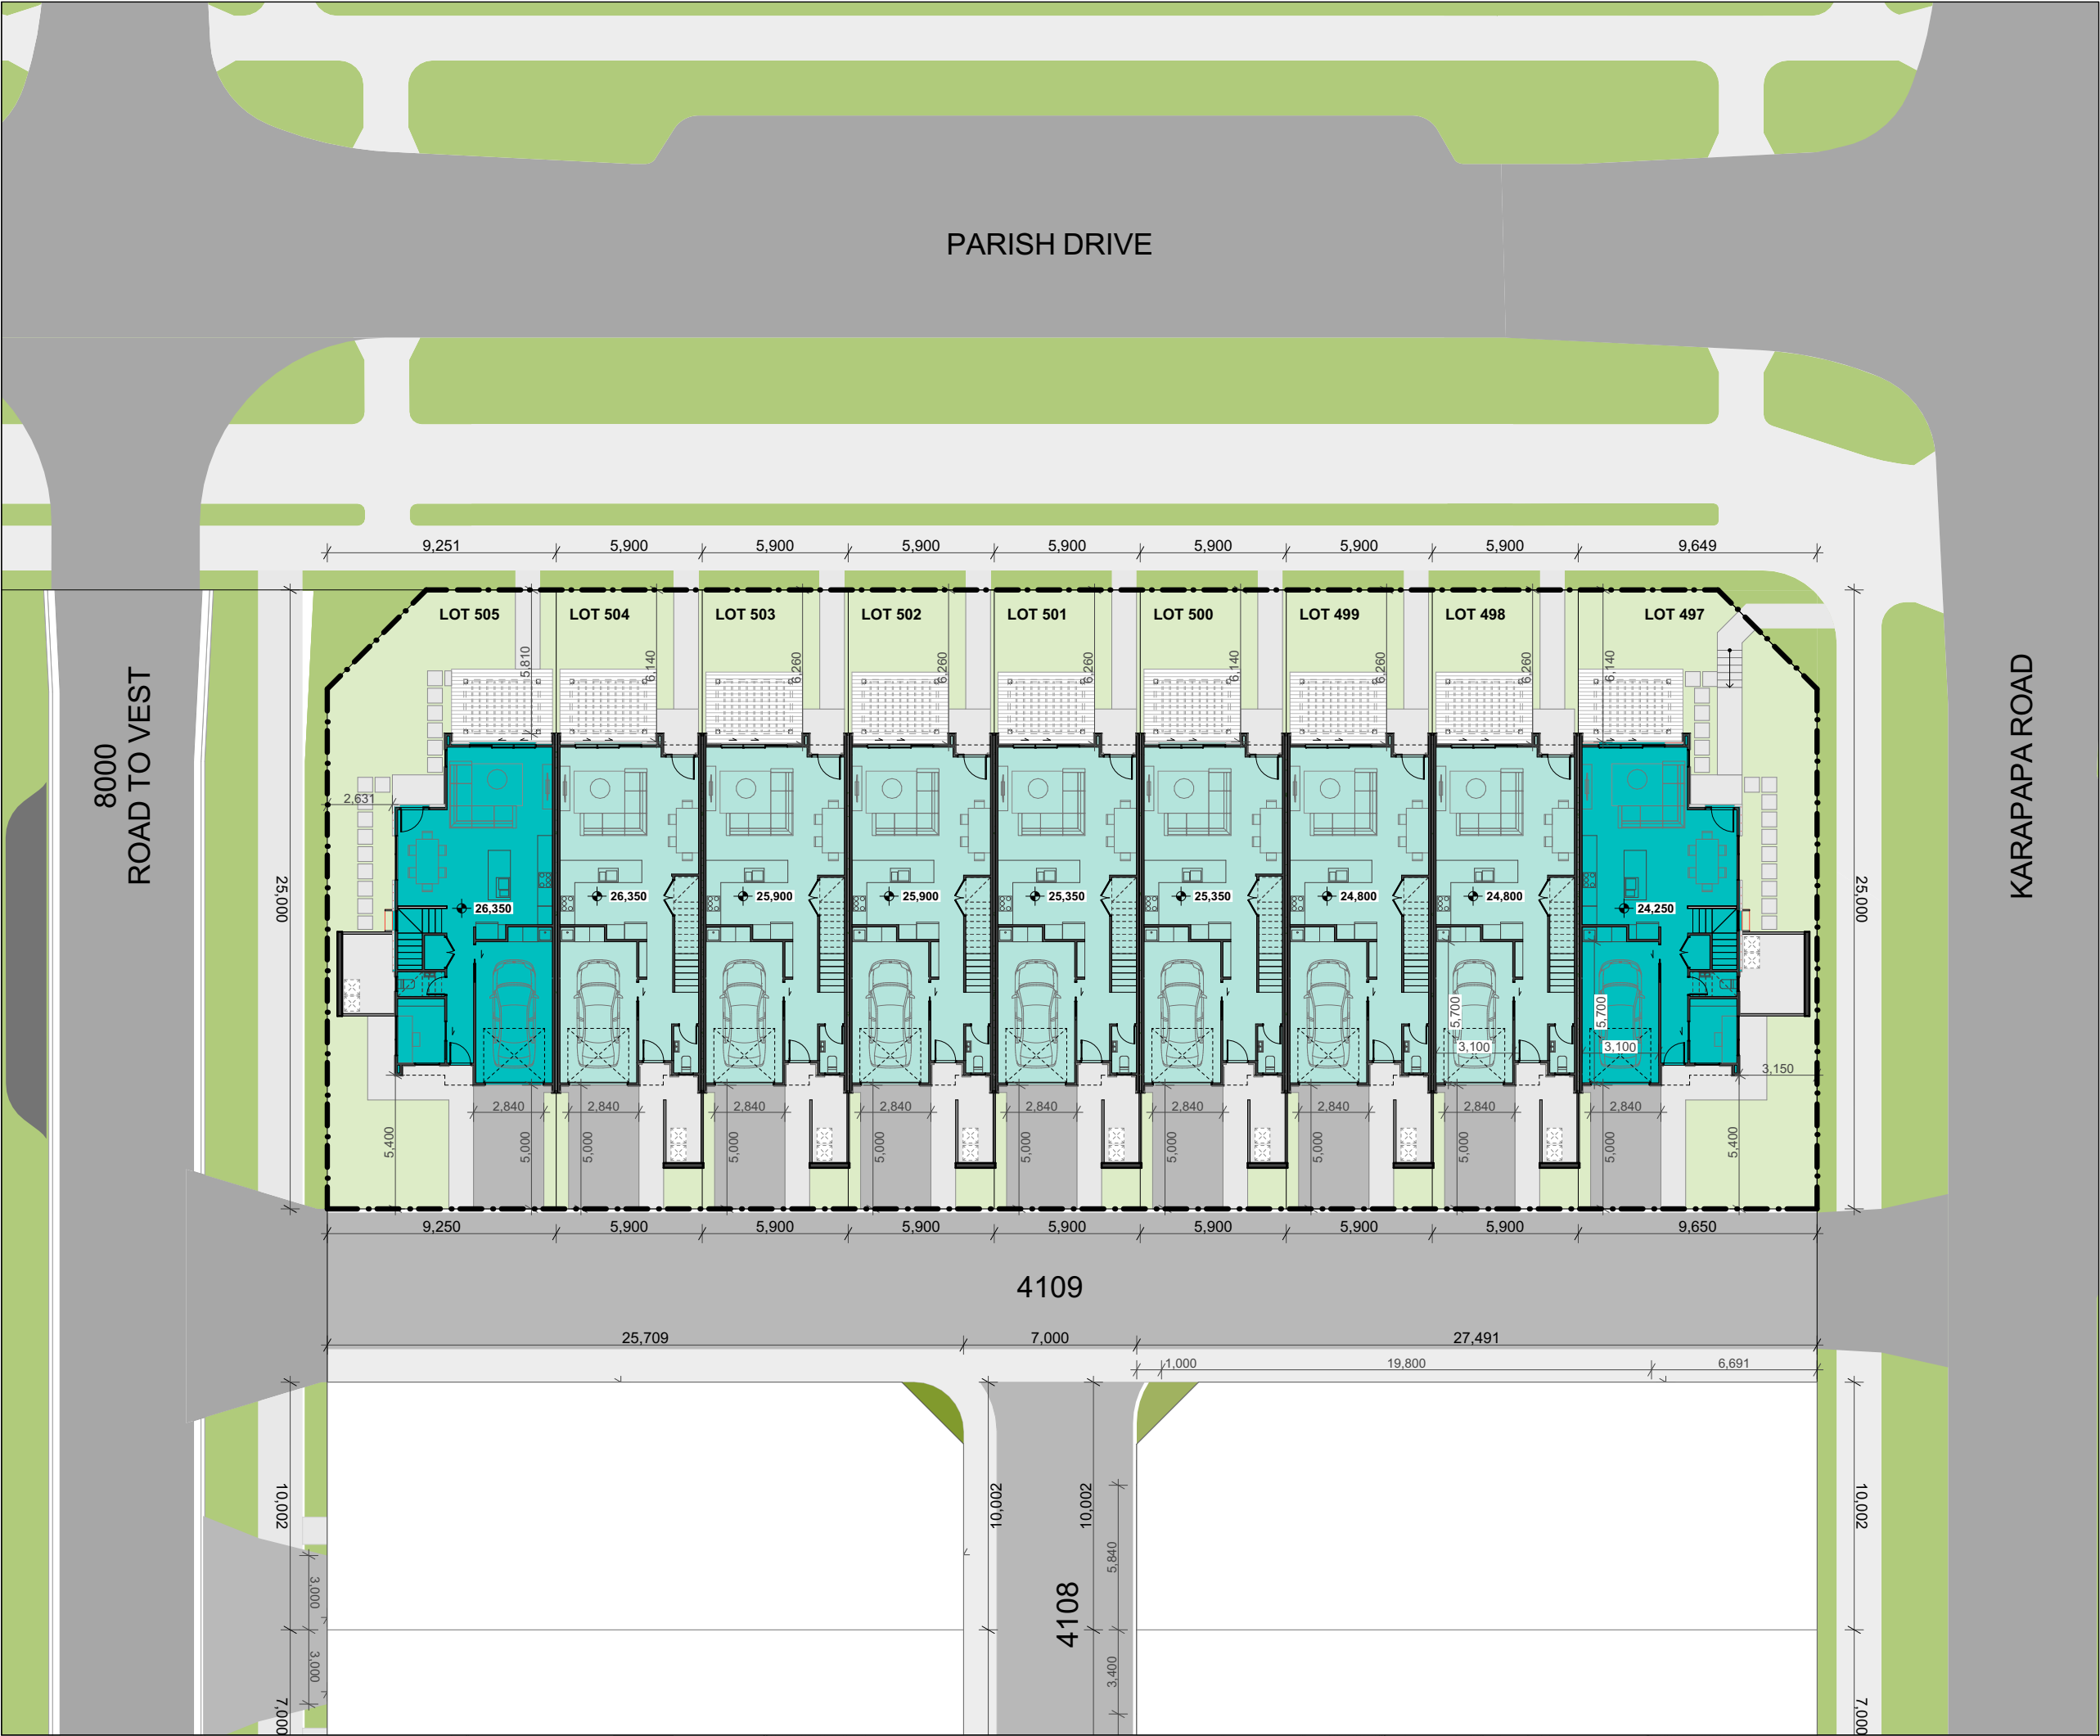 PARISH DRIVE
8000
ROAD TO VEST
KARAPAPA ROAD
9,251 5,900 5,900 5,900 5,900 5,900 5,900 5,900 9,649
LOT 505 LOT 504 LOT 503 LOT 502 LOT 501 LOT 500 LOT 499 LOT 498 LOT 497
5,810 6,140 6,260 6,260 6,260 6,140 6,260 6,260 6,140
2,631
25,000 25,000
26,350 26,350 25,900 25,900 25,350 25,350 24,800 24,800 24,250
5,700 5,700
3,100 3,100
3,150
2,840 2,840 2,840 2,840 2,840 2,840 2,840 2,840 2,840
5,400 5,000 5,000 5,000 5,000 5,000 5,000 5,000 5,000 5,000 5,400
9,250 5,900 5,900 5,900 5,900 5,900 5,900 5,900 9,650
4109
25,709 7,000 27,491
1,000 19,800 6,691
10,002 10,002 10,002 10,002
5,840
3,000
4108
3,000 3,400
7,000 7,000